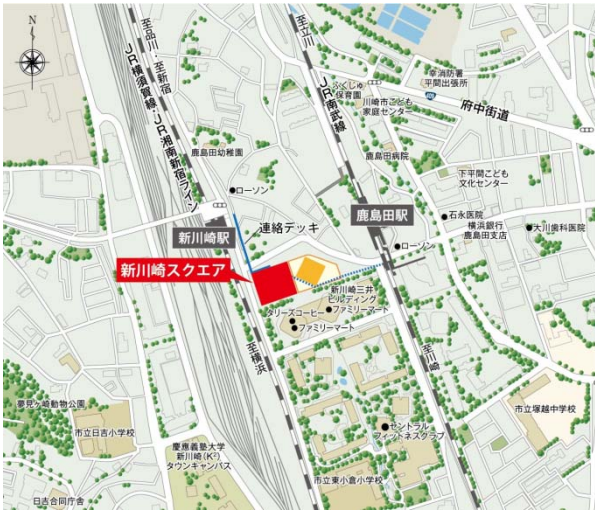 N
至品川・至新宿
JR横須賀線・JR湘南新宿ライン
至立川
JR南武線
ふくじゅ
保育園
川崎市こども
家庭センター
幸消防署
平間出張所
府中街道
鹿島田幼稚園
鹿島田病院
下平間こども
文化センター
ローソン
新川崎駅
連絡デッキ
鹿島田駅
石永医院
横浜銀行
鹿島田支店
大川歯科医院
ローソン
新川崎スクエア
新川崎三井
ビルディング
ファミリーマート
タリーズコーヒー
ファミリーマート
至横浜
至川崎
夢見ヶ崎動物公園
市立日吉小学校
慶應義塾大学
新川崎(K²)
タウンキャンパス
セントラル
フィットネスクラブ
市立塚越中学校
市立東小倉小学校
日吉合同庁舎